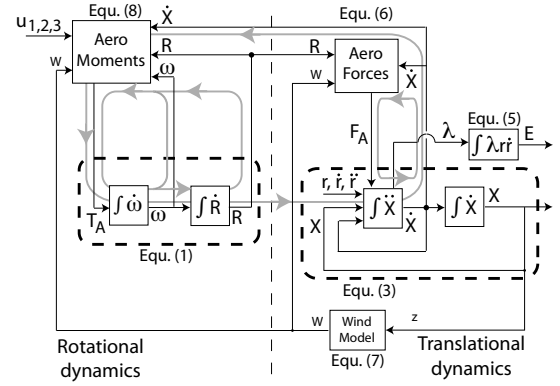 Equ. (8)
Ẋ
Equ. (6)
u1,2,3
Aero
Moments
R
R
Aero
Forces
w
ω
w
Ẋ
Equ. (5)
FA
λ
∫ λrṙ
E
r, ṙ, r̈
TA
∫ ω̇
ω
∫ Ṙ
R
X
∫ Ẍ
Ẋ
∫ Ẋ
X
Equ. (1)
Equ. (3)
w
Wind
Model
z
Rotational
dynamics
Equ. (7)
Translational
dynamics